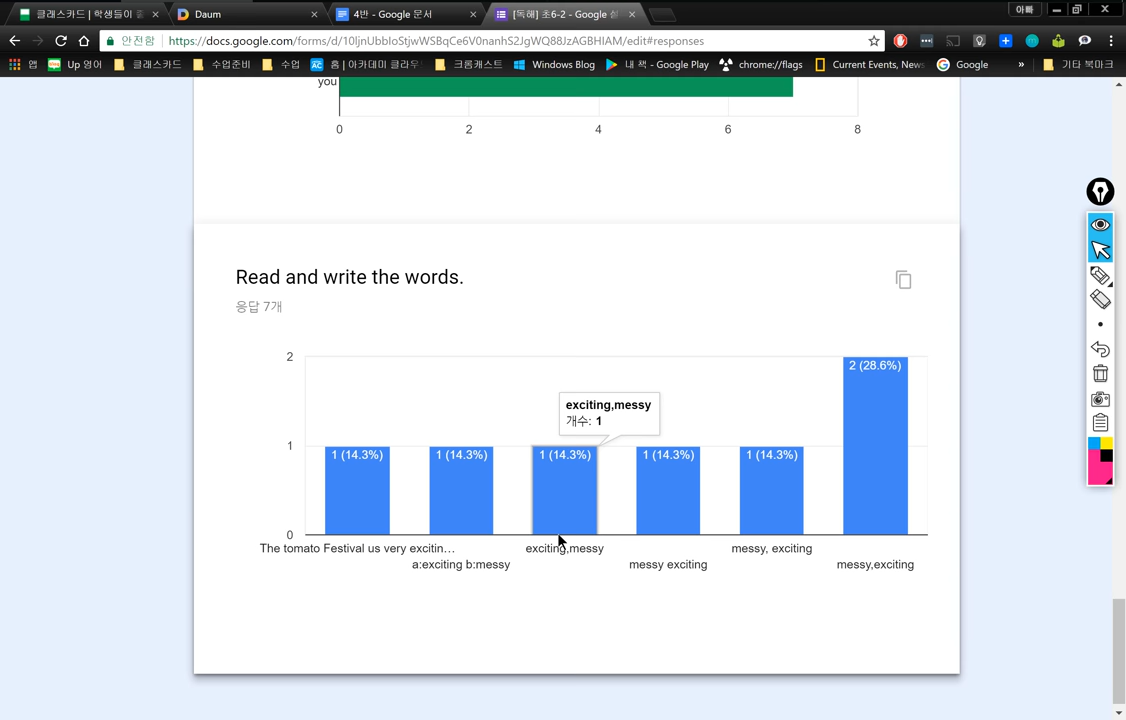 클래스카드 | 학생들이 즐
Daum
4반 - Google 문서
[독해] 초6-2 - Google 설
아빠
안전함
https://docs.google.com/forms/d/10IjnUbbIoStjwWSBqCe6V0nanhS2JgWQ88JzAGBHIAM/edit#responses
앱
Up 영어
클래스카드
수업준비
수업
홈 | 아카데미 클라우
크롬캐스트
Windows Blog
내 책 - Google Play
chrome://flags
Current Events, News
Google
»
기타 북마크
you
0 2 4 6 8
Read and write the words.
응답 7개
2
1
0
2 (28.6%)
exciting,messy
개수: 1
1 (14.3%) 1 (14.3%) 1 (14.3%) 1 (14.3%) 1 (14.3%)
The tomato Festival us very excitin… exciting,messy messy, exciting
a:exciting b:messy messy exciting messy,exciting